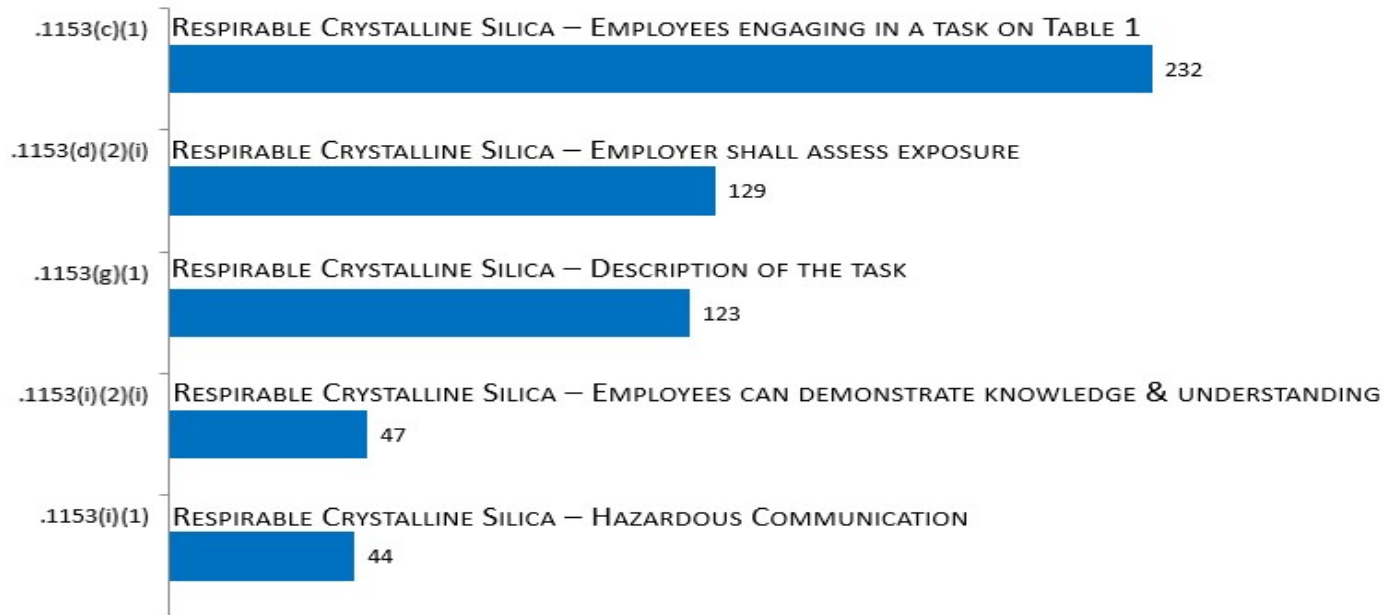 .1153(c)(1) Respirable Crystalline Silica – Employees engaging in a task on Table 1
232
.1153(d)(2)(i) Respirable Crystalline Silica – Employer shall assess exposure
129
.1153(g)(1) Respirable Crystalline Silica – Description of the task
123
.1153(i)(2)(i) Respirable Crystalline Silica – Employees can demonstrate knowledge & understanding
47
.1153(i)(1) Respirable Crystalline Silica – Hazardous Communication
44